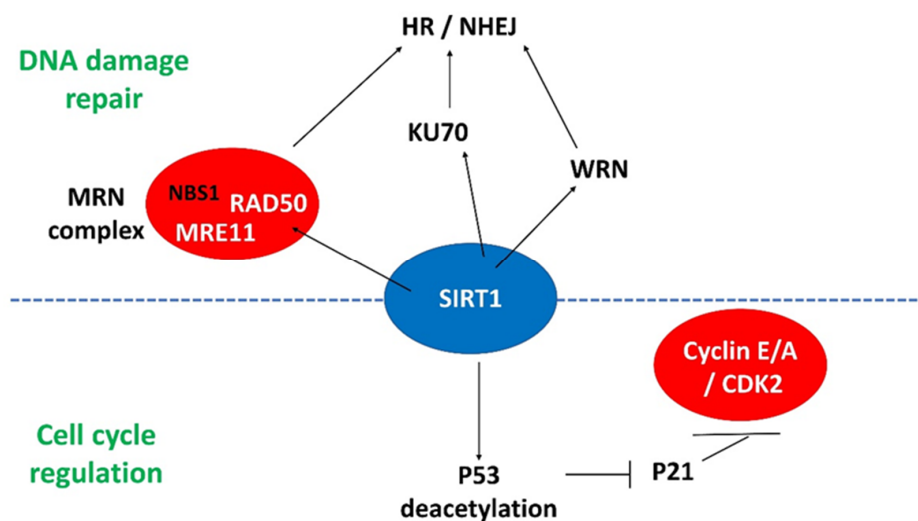 HR / NHEJ
DNA damage
repair
KU70
WRN
MRN
complex
NBS1
RAD50
MRE11
SIRT1
Cyclin E/A
/ CDK2
Cell cycle
regulation
P53
deacetylation
P21